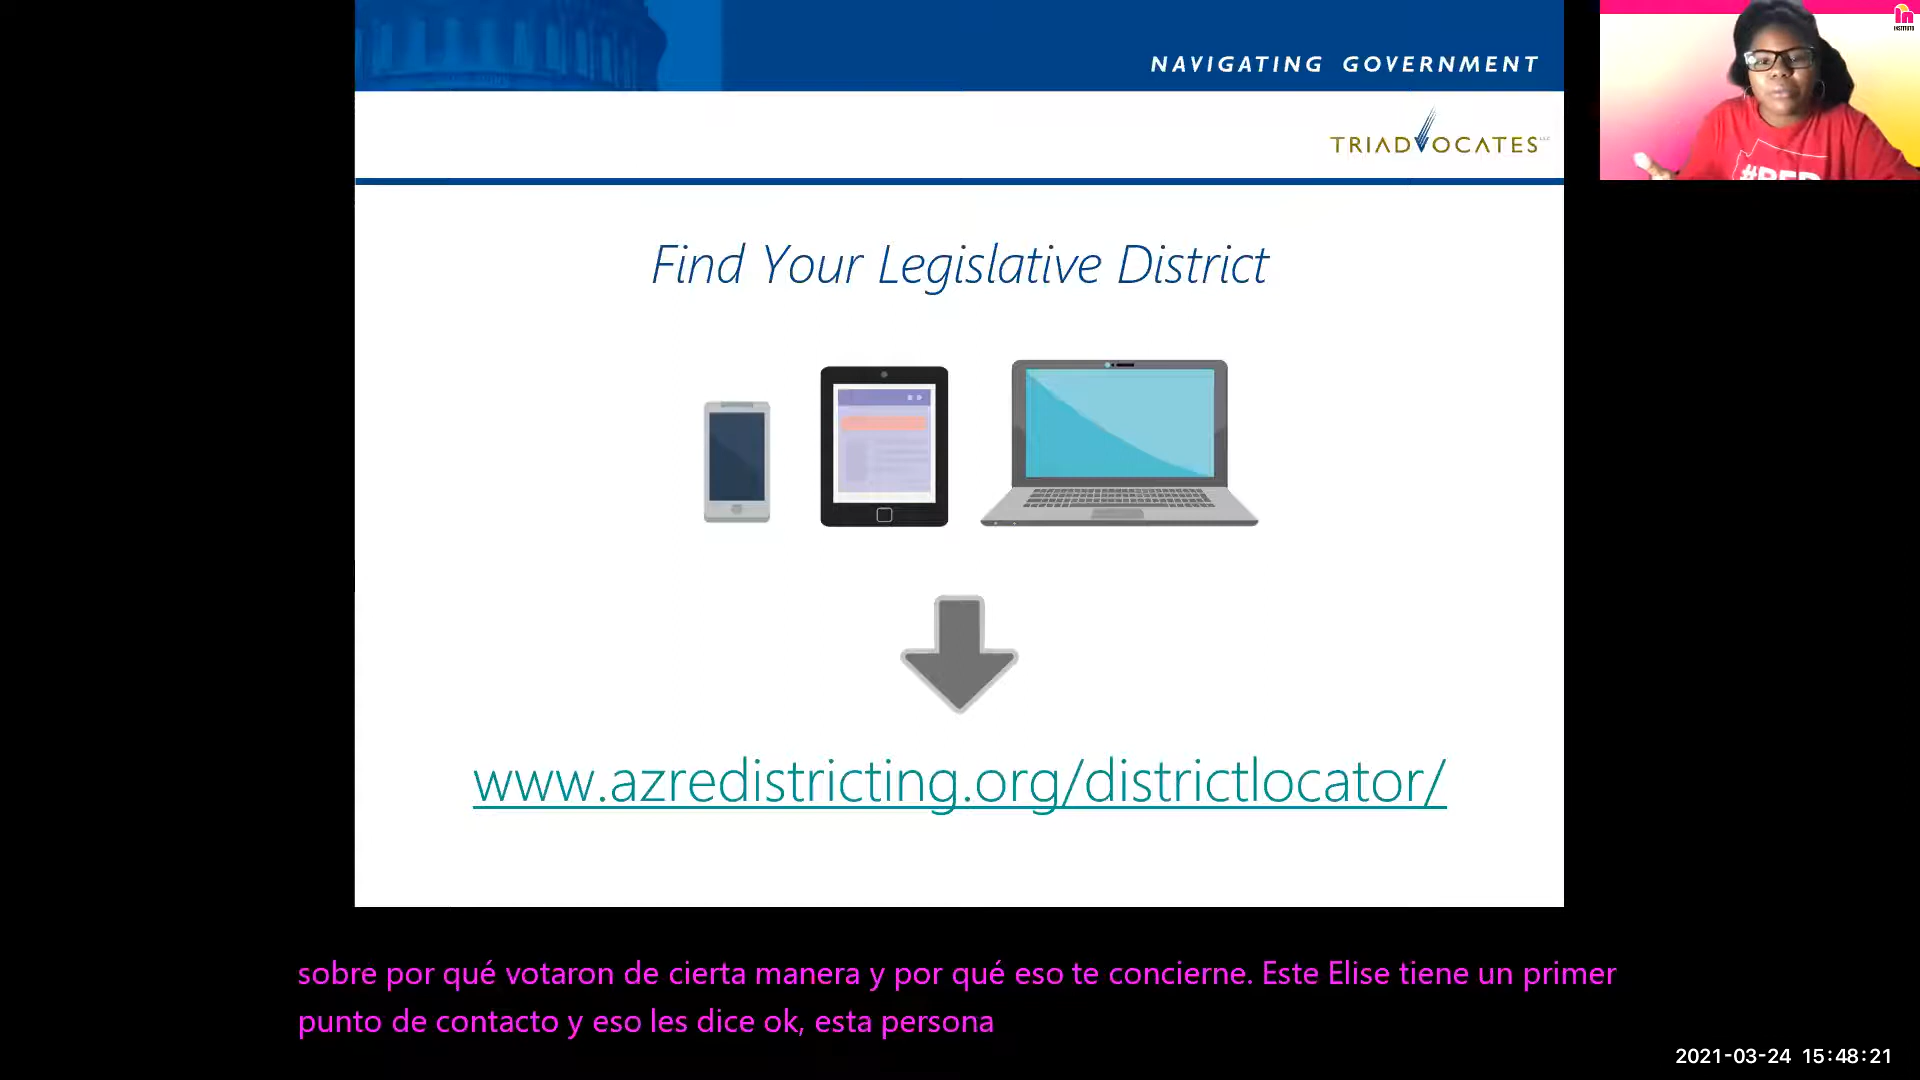 NAVIGATING GOVERNMENT
TRIADVOCATES LLC
INSTITUTO
Find Your Legislative District
www.azredistricting.org/districtlocator/
sobre por qué votaron de cierta manera y por qué eso te concierne. Este Elise tiene un primer
punto de contacto y eso les dice ok, esta persona
2021-03-24 15:48:21